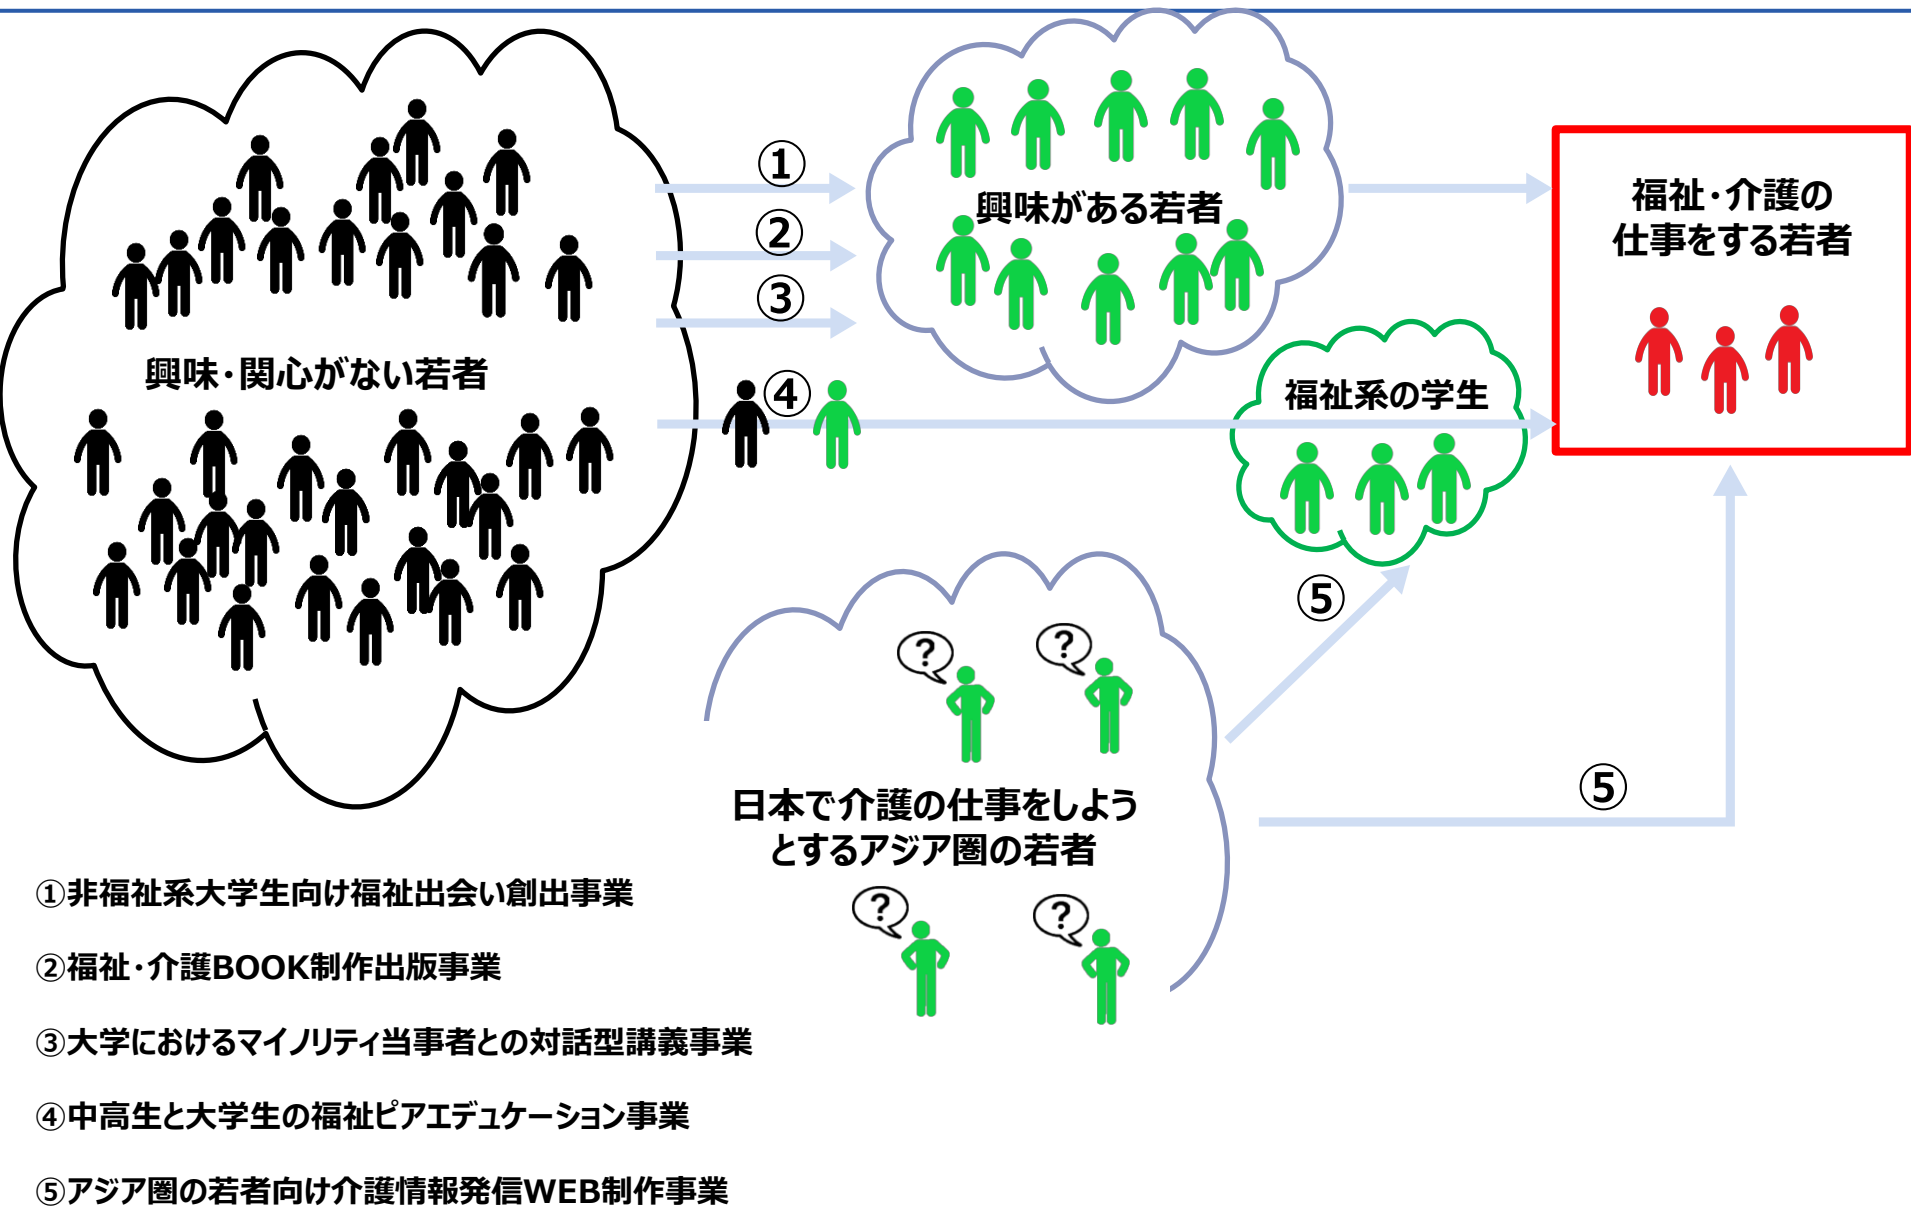 ①
②
③
興味がある若者
福祉・介護の
仕事をする若者
興味・関心がない若者
④
福祉系の学生
⑤
?
?
⑤
日本で介護の仕事をしよう
とするアジア圏の若者
?
?
①非福祉系大学生向け福祉出会い創出事業
②福祉・介護BOOK制作出版事業
③大学におけるマイノリティ当事者との対話型講義事業
④中高生と大学生の福祉ピアエデュケーション事業
⑤アジア圏の若者向け介護情報発信WEB制作事業